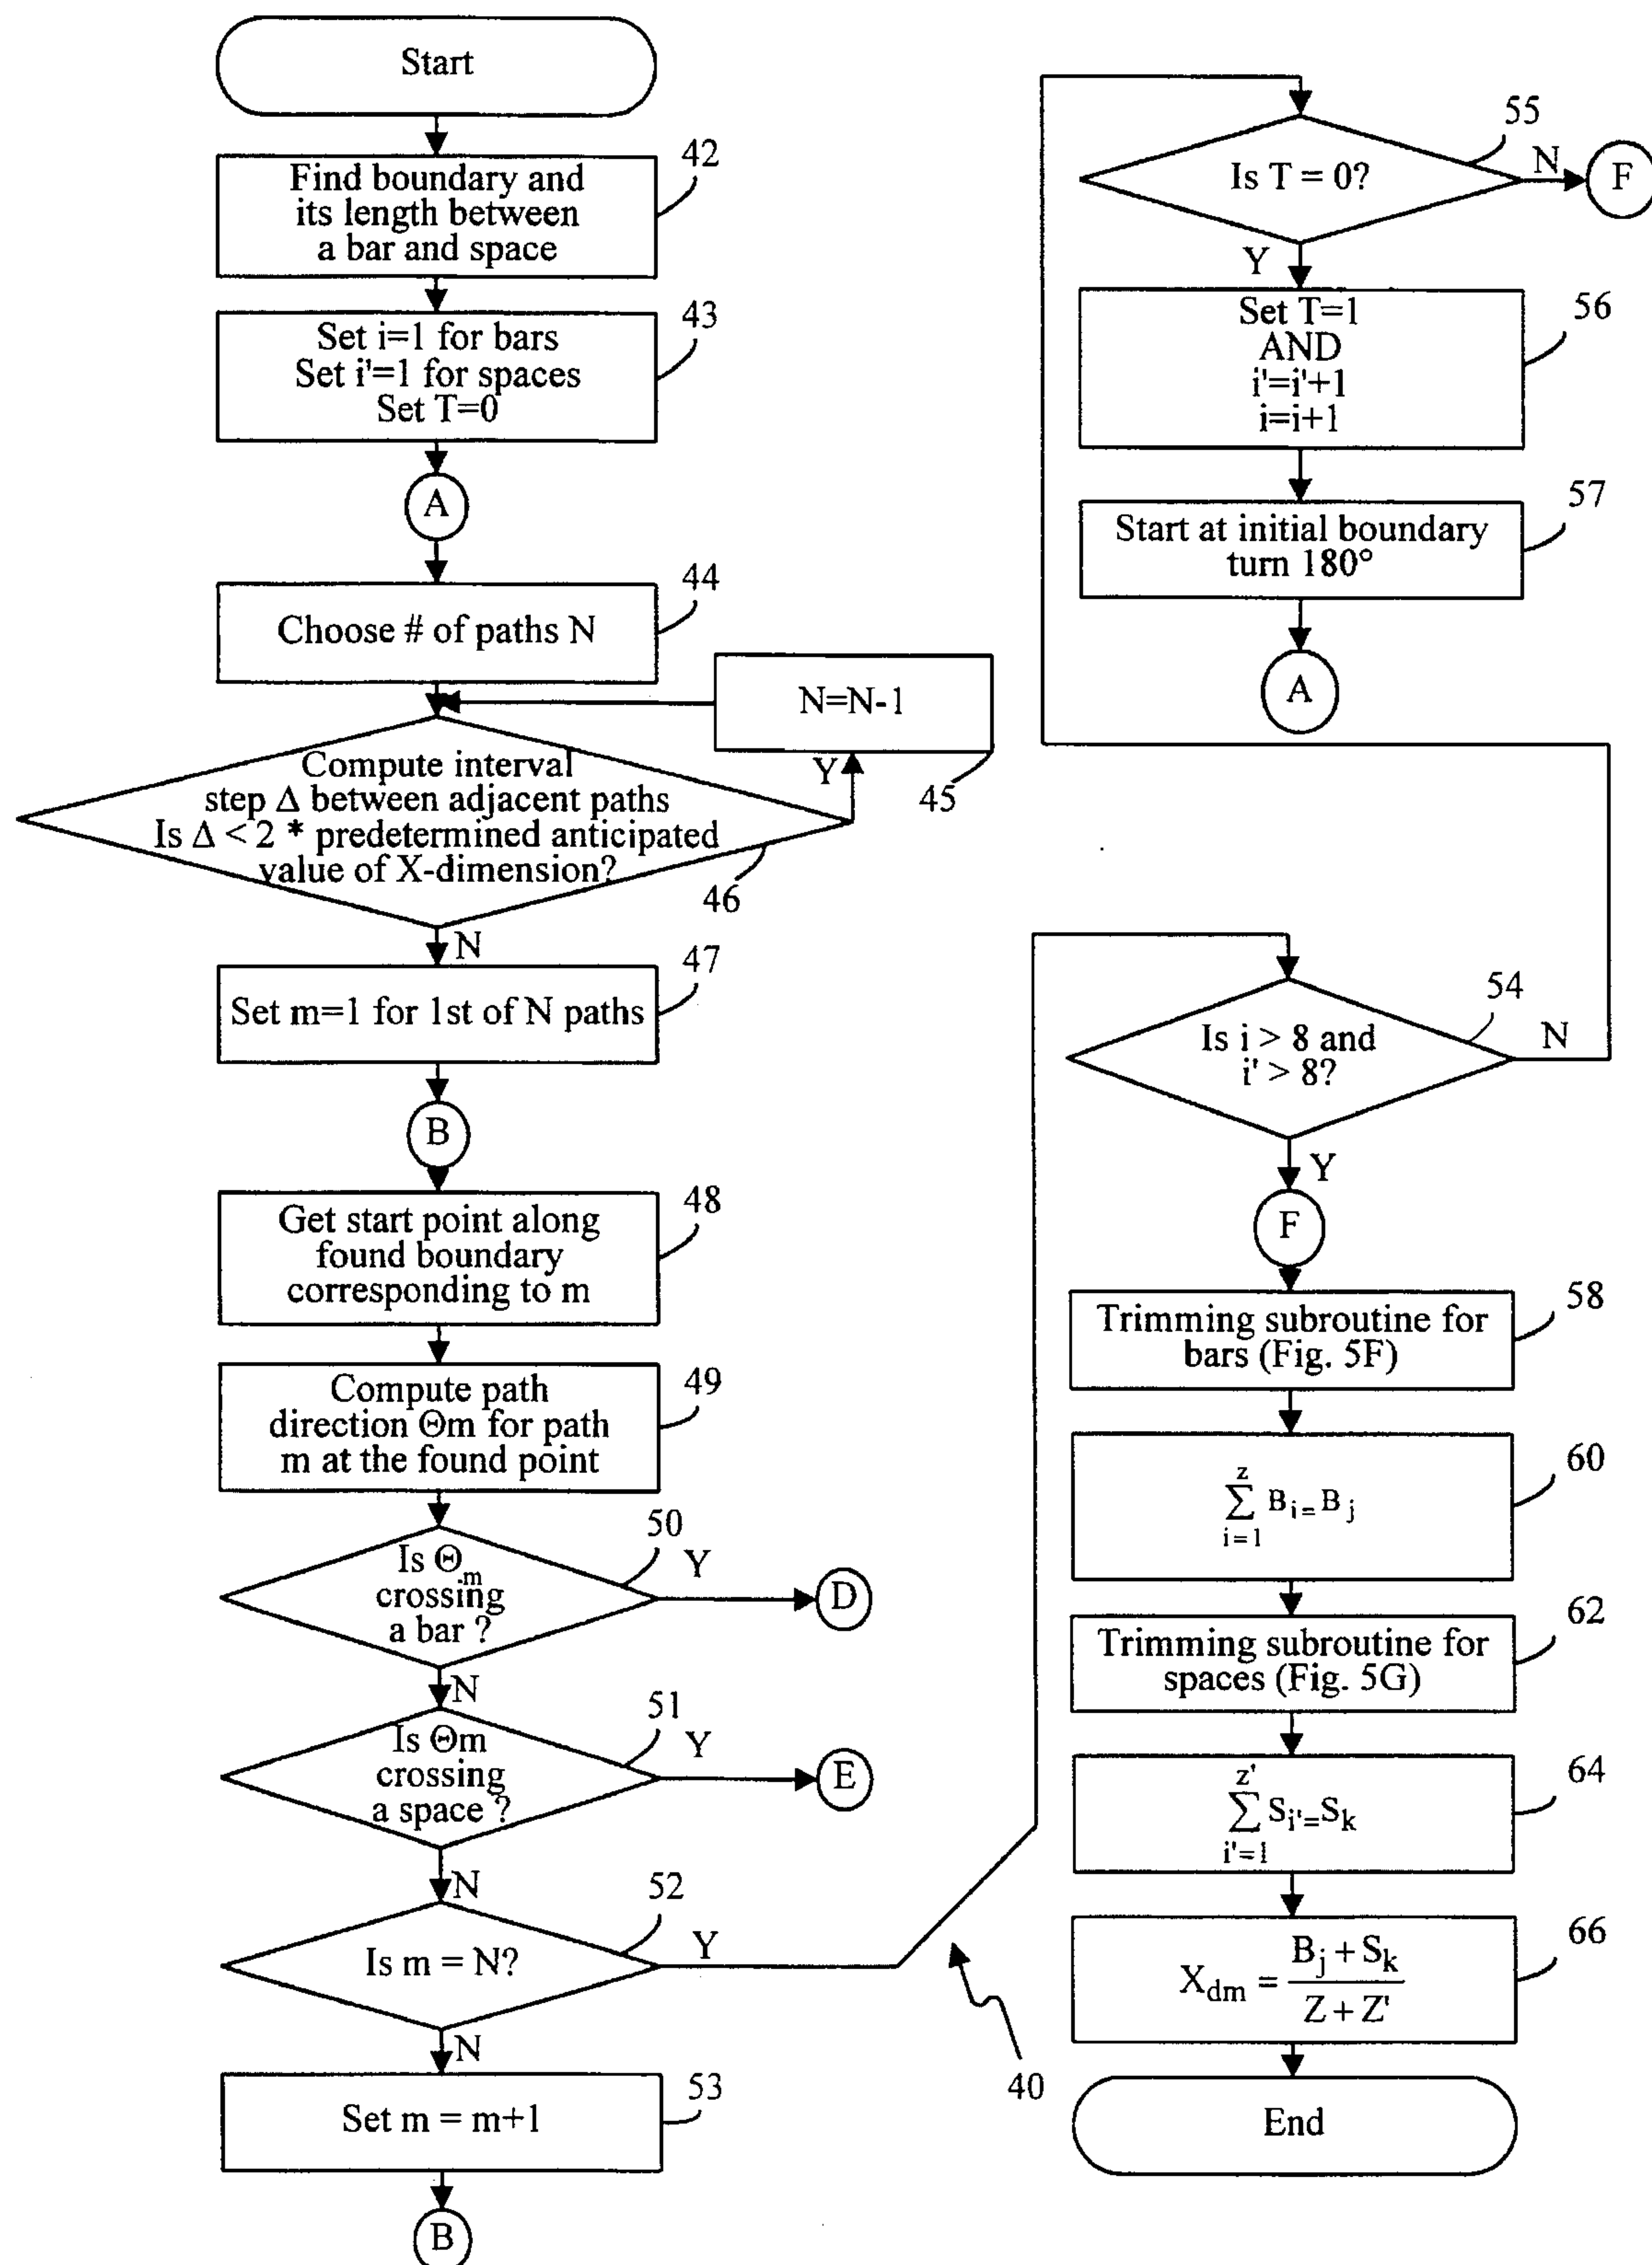 Start
42
Find boundary and
its length between
a bar and space
43
Set i=1 for bars
Set i'=1 for spaces
Set T=0
A
44
Choose # of paths N
N=N-1
45
Y
Compute interval
step Δ between adjacent paths
Is Δ < 2 * predetermined anticipated
value of X-dimension?
46
N
47
Set m=1 for 1st of N paths
B
48
Get start point along
found boundary
corresponding to m
49
Compute path
direction Θm for path
m at the found point
50
Is Θm
crossing
a bar ?
Y
D
N
51
Is Θm
crossing
a space ?
Y
E
N
52
Is m = N?
Y
N
53
Set m = m+1
B
40
55
Is T = 0?
N
F
Y
56
Set T=1
AND
i'=i'+1
i=i+1
57
Start at initial boundary
turn 180°
A
54
Is i > 8 and
i' > 8?
N
Y
F
58
Trimming subroutine for
bars (Fig. 5F)
60
z
∑ Bi=Bj
i=1
62
Trimming subroutine for
spaces (Fig. 5G)
64
z'
∑ Si'=Sk
i'=1
66
Xdm = Bj + Sk
Z + Z'
End